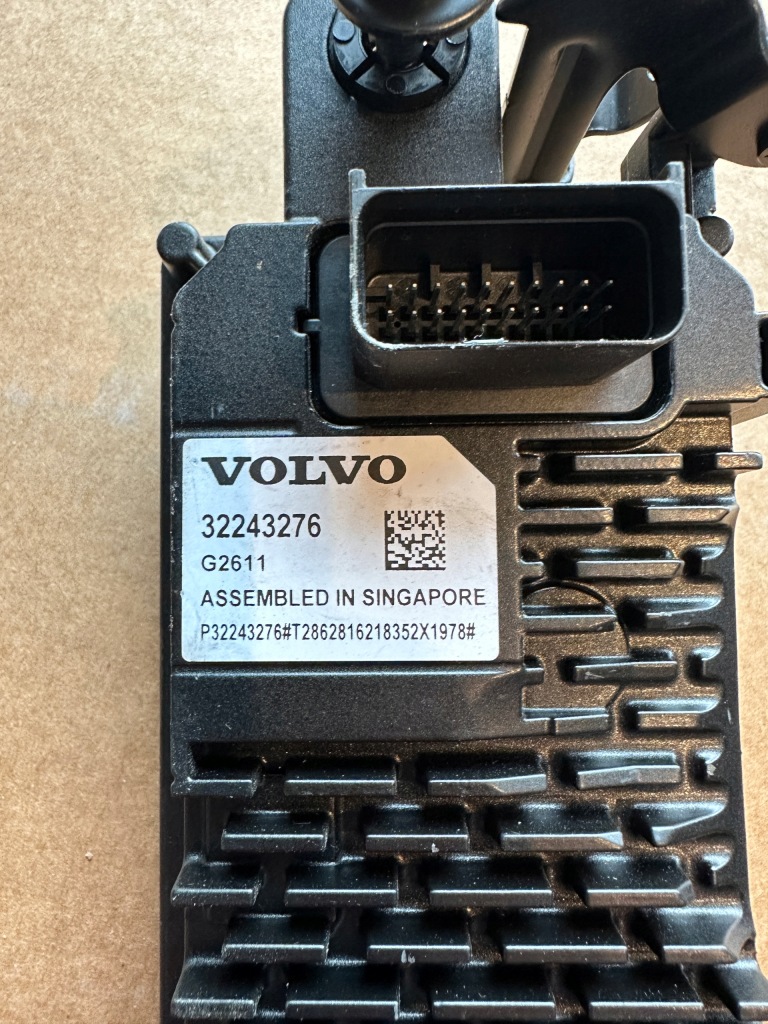 VOLVO
32243276
G2611
ASSEMBLED IN SINGAPORE
P32243276#T2862816218352X1978#